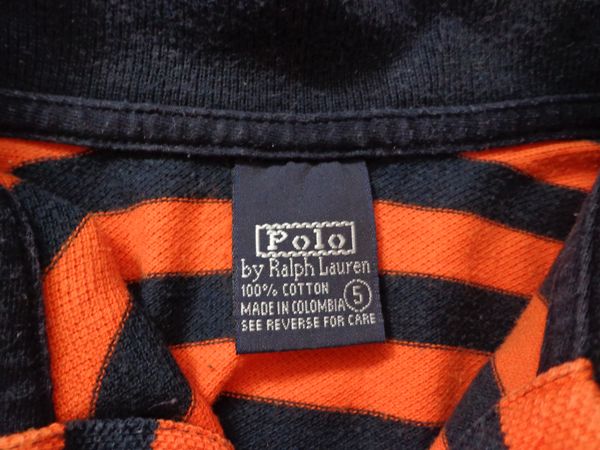 Polo
by Ralph Lauren
100% COTTON
MADE IN COLOMBIA 5
SEE REVERSE FOR CARE